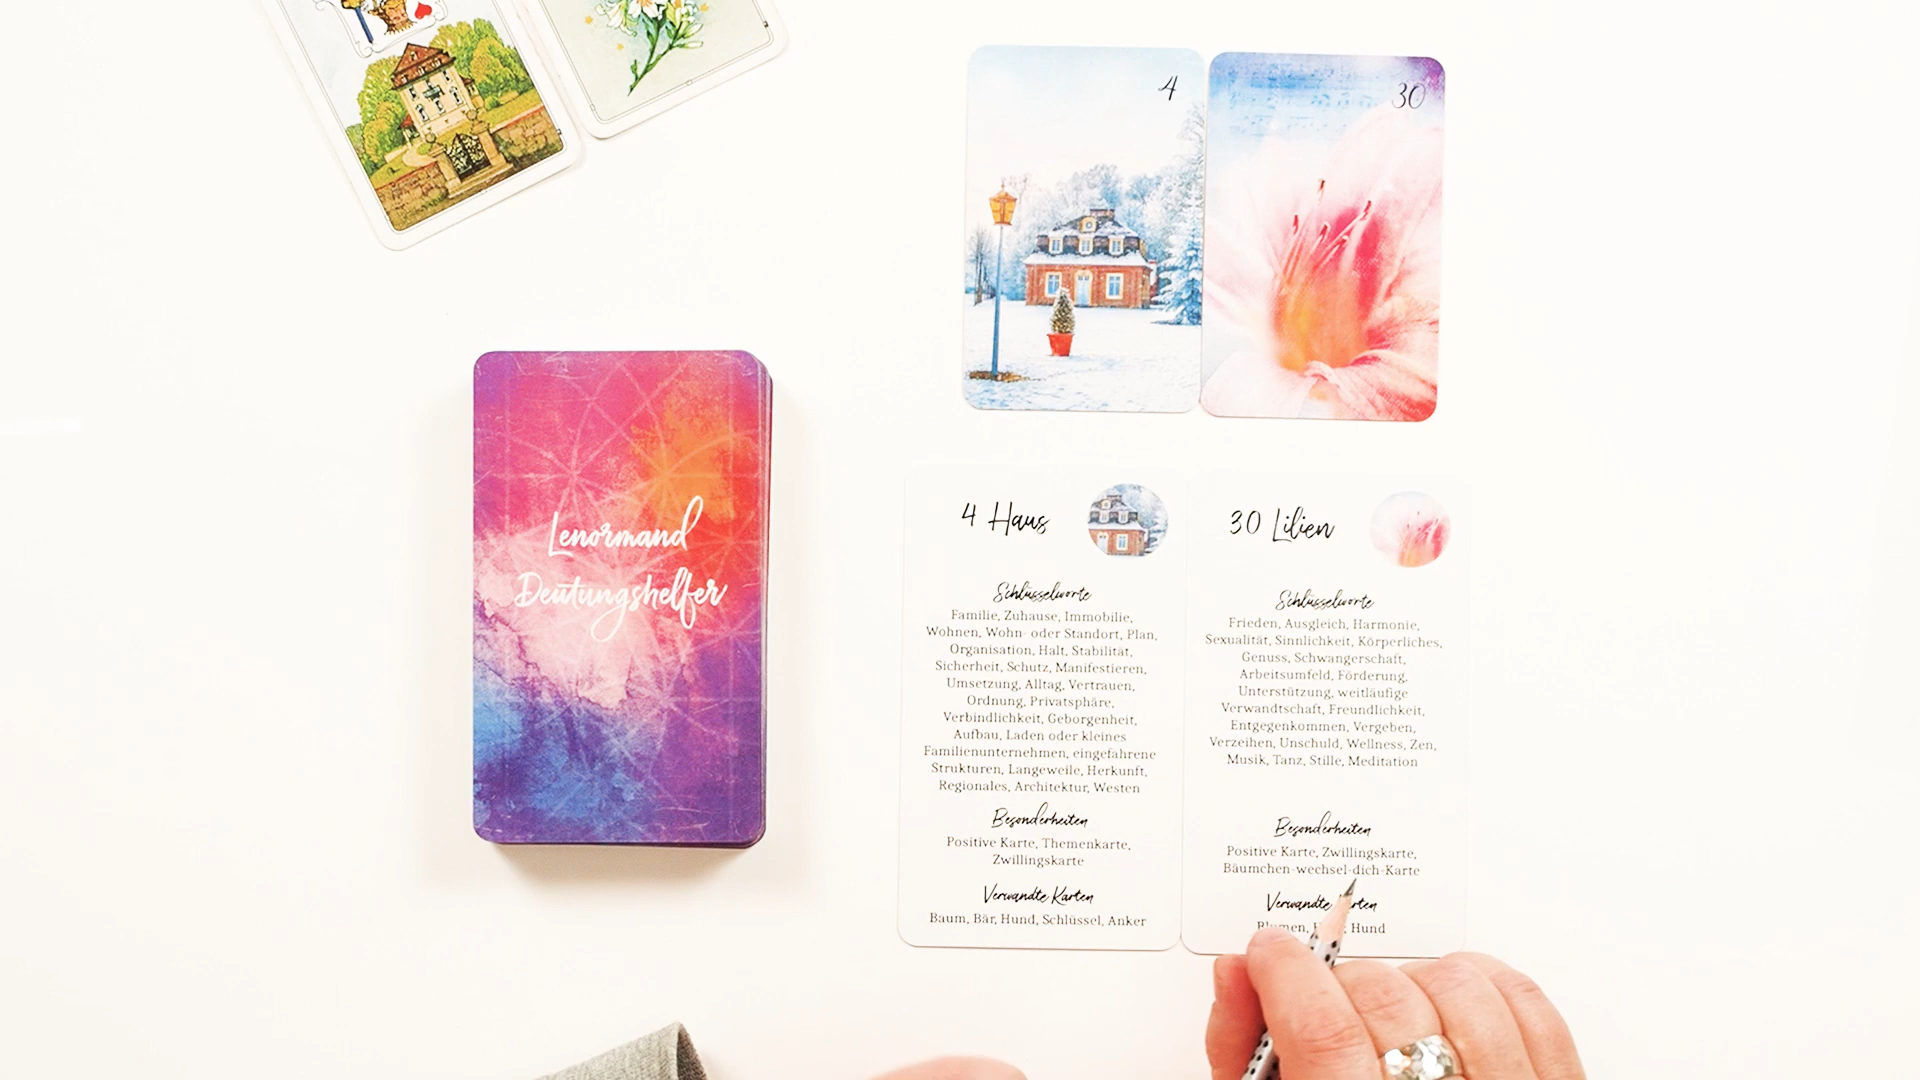 4
30
Lenormand
Deutungshelfer
4 Haus
Schlüsselworte
Familie, Zuhause, Immobilie,
Wohnen, Wohn- oder Standort, Plan,
Organisation, Halt, Stabilität,
Sicherheit, Schutz, Manifestieren,
Umsetzung, Alltag, Vertrauen,
Ordnung, Privatsphäre,
Verbindlichkeit, Geborgenheit,
Aufbau, Laden oder kleines
Familienunternehmen, eingefahrene
Strukturen, Langeweile, Herkunft,
Regionales, Architektur, Westen
Besonderheiten
Positive Karte, Themenkarte,
Zwillingskarte
Verwandte Karten
Baum, Bär, Hund, Schlüssel, Anker
30 Lilien
Schlüsselworte
Frieden, Ausgleich, Harmonie,
Sexualität, Sinnlichkeit, Körperliches,
Genuss, Schwangerschaft,
Arbeitsumfeld, Förderung,
Unterstützung, weitläufige
Verwandtschaft, Freundlichkeit,
Entgegenkommen, Vergeben,
Verzeihen, Unschuld, Wellness, Zen,
Musik, Tanz, Stille, Meditation
Besonderheiten
Positive Karte, Zwillingskarte,
Bäumchen-wechsel-dich-Karte
Verwandte Karten
Blumen, Hund